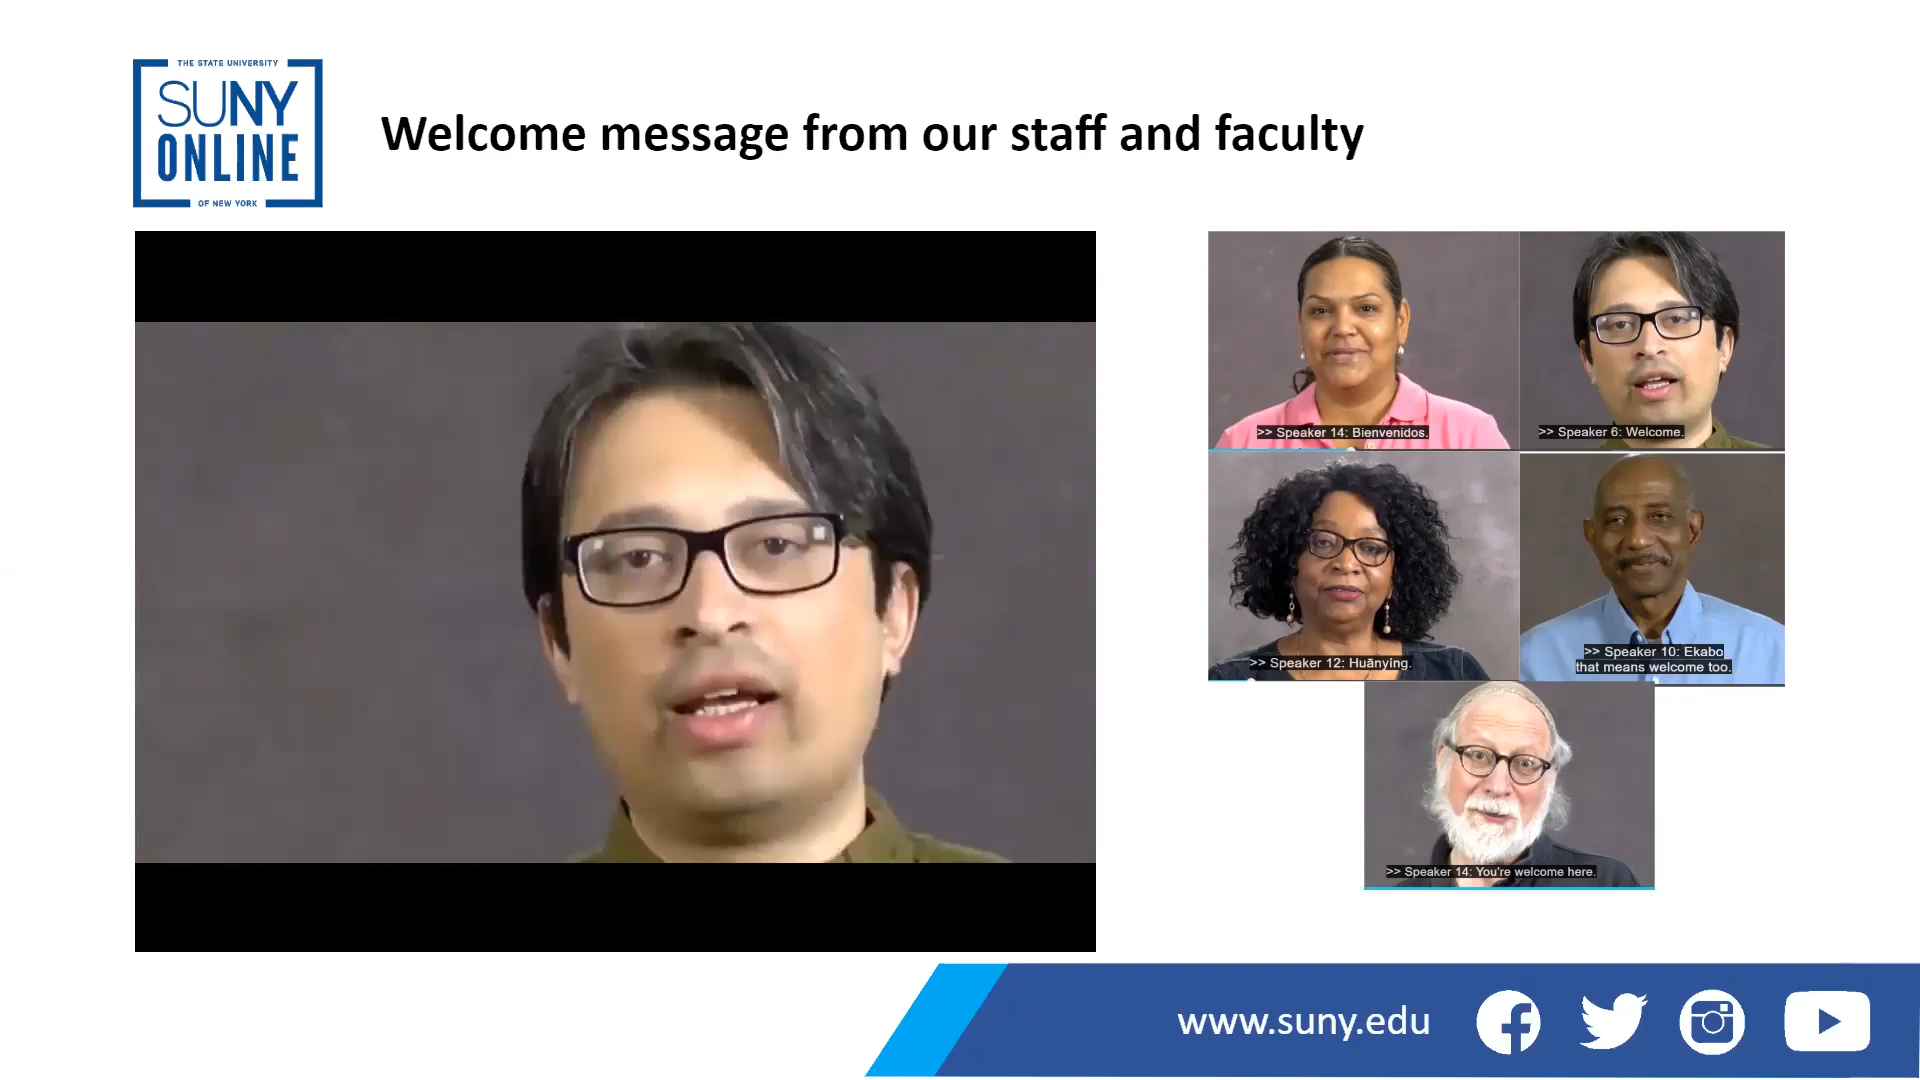 THE STATE UNIVERSITY
SUNY
ONLINE
OF NEW YORK
Welcome message from our staff and faculty
>> Speaker 14: Bienvenidos.
>> Speaker 6: Welcome.
>> Speaker 12: Huānyíng.
>> Speaker 10: Ekabo
that means welcome too.
>> Speaker 14: You're welcome here.
www.suny.edu